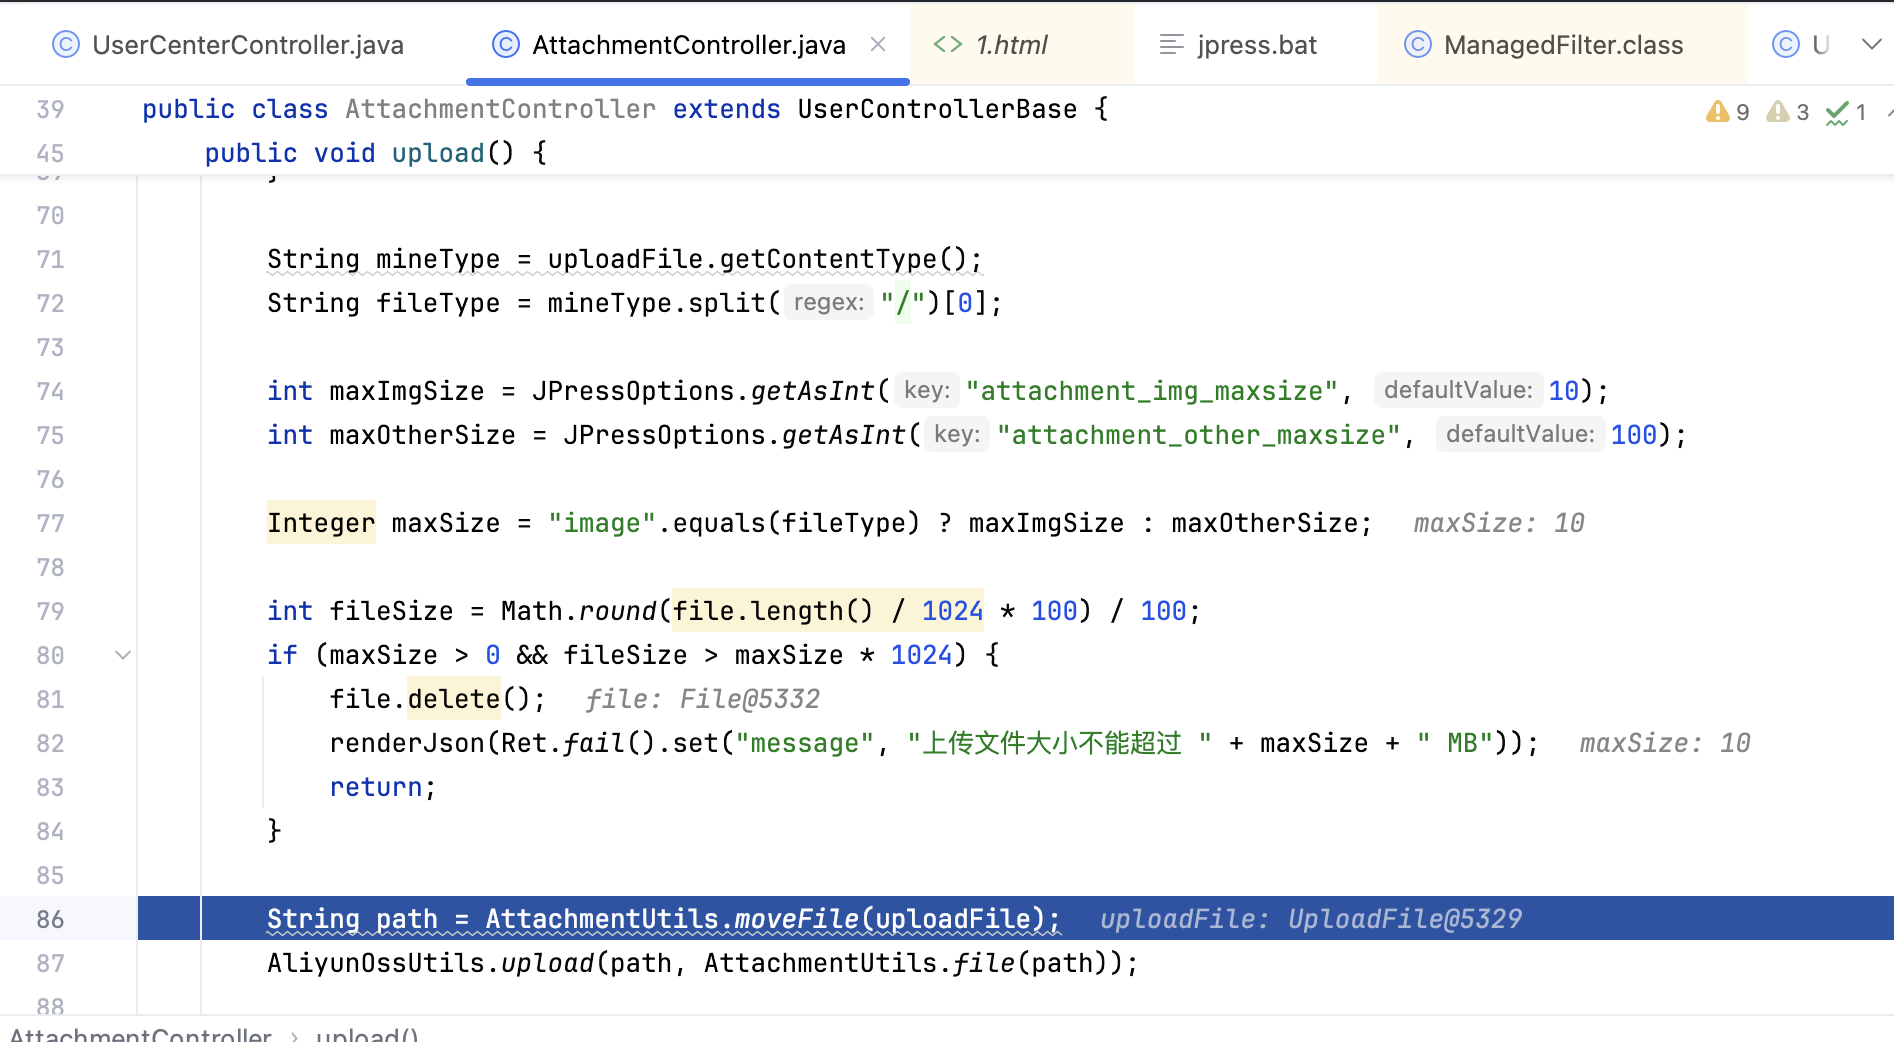 UserCenterController.java AttachmentController.java 1.html jpress.bat ManagedFilter.class U
39 public class AttachmentController extends UserControllerBase { 9 3 1
45 public void upload() {
70
71 String mineType = uploadFile.getContentType();
72 String fileType = mineType.split( regex: "/")[0];
73
74 int maxImgSize = JPressOptions.getAsInt( key: "attachment_img_maxsize", defaultValue: 10);
75 int maxOtherSize = JPressOptions.getAsInt( key: "attachment_other_maxsize", defaultValue: 100);
76
77 Integer maxSize = "image".equals(fileType) ? maxImgSize : maxOtherSize; maxSize: 10
78
79 int fileSize = Math.round(file.length() / 1024 * 100) / 100;
80 if (maxSize > 0 && fileSize > maxSize * 1024) {
81 file.delete(); file: File@5332
82 renderJson(Ret.fail().set("message", "上传文件大小不能超过 " + maxSize + " MB")); maxSize: 10
83 return;
84 }
85
86 String path = AttachmentUtils.moveFile(uploadFile); uploadFile: UploadFile@5329
87 AliyunOssUtils.upload(path, AttachmentUtils.file(path));
88
AttachmentController › upload()